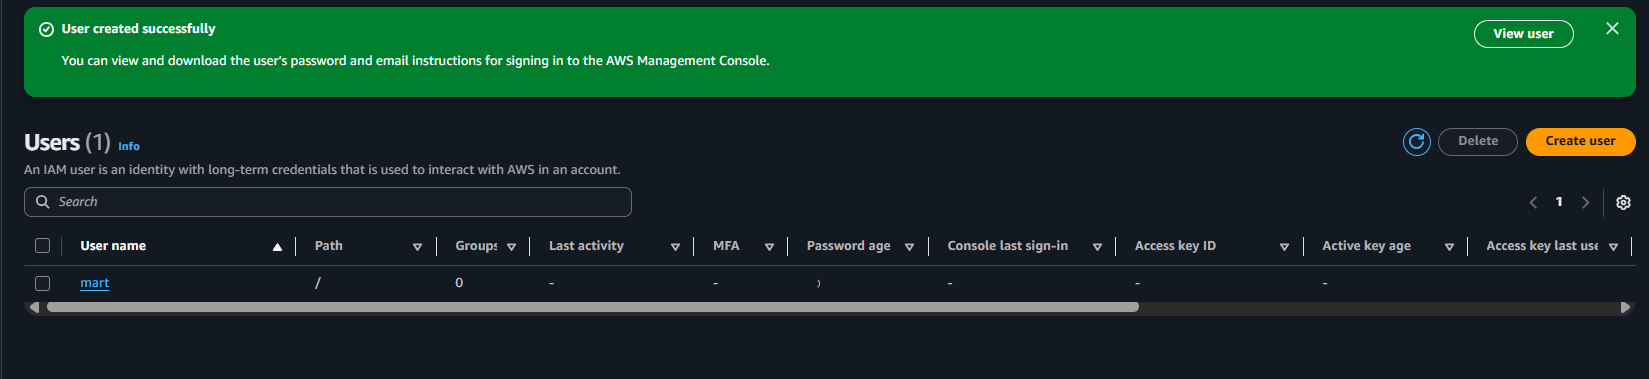 User created successfully
View user
You can view and download the user's password and email instructions for signing in to the AWS Management Console.
Users (1) Info
Delete
Create user
An IAM user is an identity with long-term credentials that is used to interact with AWS in an account.
Search
1
User name Path Groups Last activity MFA Password age Console last sign-in Access key ID Active key age Access key last use
mart / 0 - - - - -